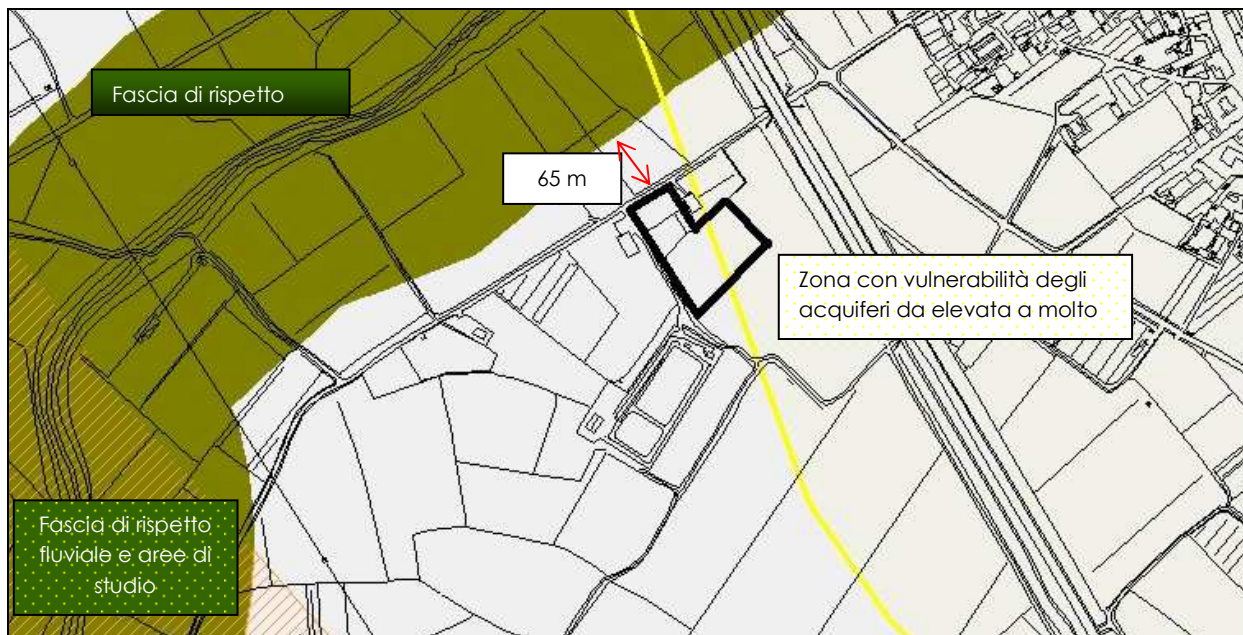 Fascia di rispetto
65 m
Zona con vulnerabilità degli
acquiferi da elevata a molto
Fascia di rispetto
fluviale e aree di
studio